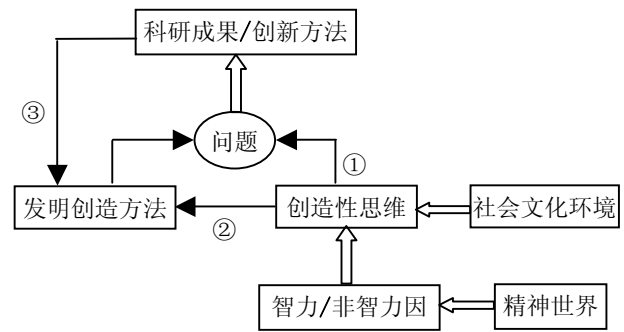 科研成果/创新方法
③
问题
①
发明创造方法
②
创造性思维
社会文化环境
智力/非智力因
精神世界